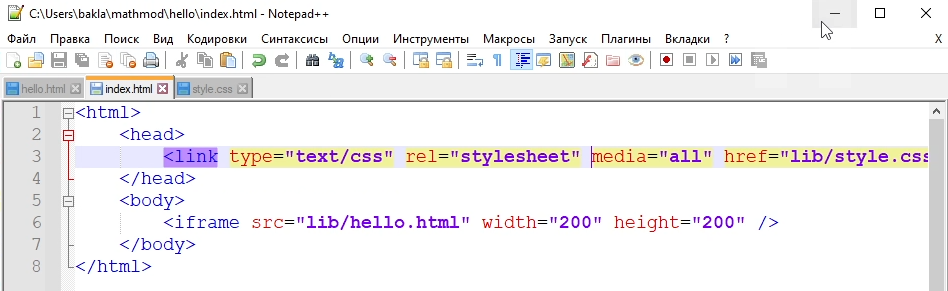 C:\Users\bakla\mathmod\hello\index.html - Notepad++
Файл Правка Поиск Вид Кодировки Синтаксисы Опции Инструменты Макросы Запуск Плагины Вкладки ? X
hello.html index.html style.css
1 <html>
2 <head>
3 <link type="text/css" rel="stylesheet" media="all" href="lib/style.css
4 </head>
5 <body>
6 <iframe src="lib/hello.html" width="200" height="200" />
7 </body>
8 </html>